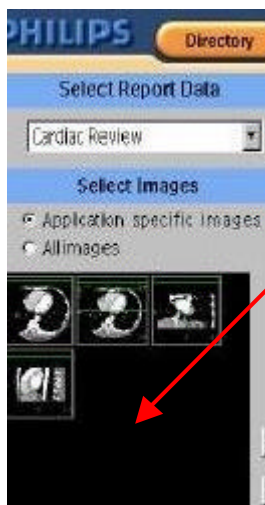 PHILIPS Directory
Select Report Data
Cardiac Review
Select Images
Application specific images
All images